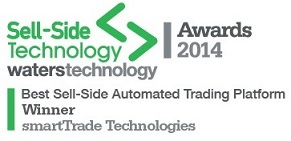 Sell-Side
Technology
waterstechnology
Awards
2014
Best Sell-Side Automated Trading Platform
Winner
smartTrade Technologies